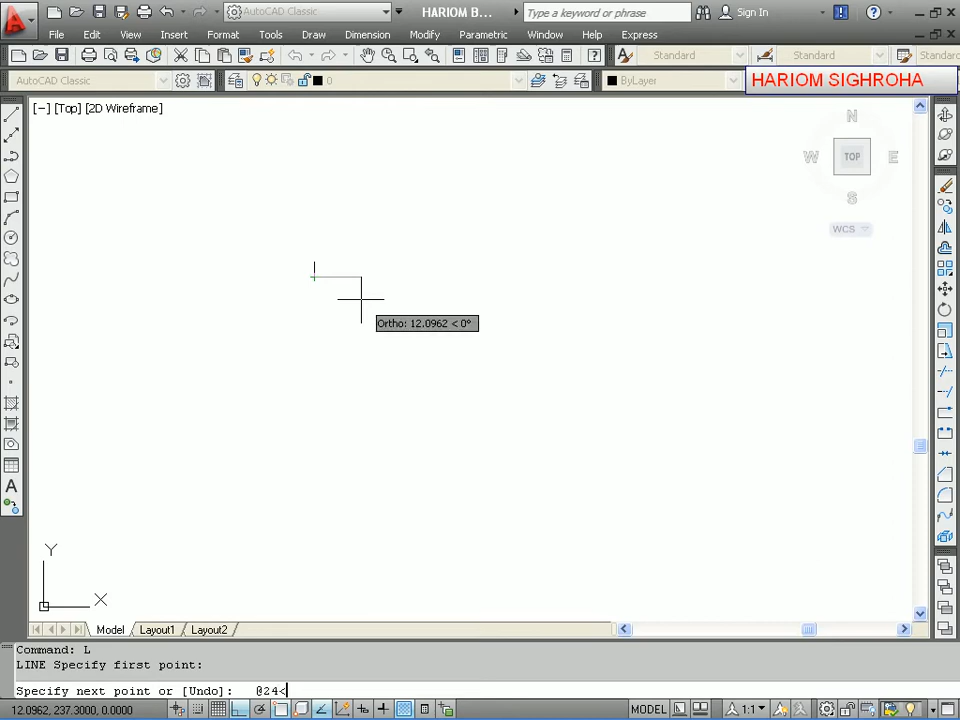 AutoCAD Classic
HARIOM B...
Type a keyword or phrase
Sign In
File Edit View Insert Format Tools Draw Dimension Modify Parametric Window Help Express
Standard
Standard
Standard
AutoCAD Classic
0
ByLayer
HARIOM SIGHROHA
[−] [Top] [2D Wireframe]
N
W
TOP
E
S
WCS
Ortho: 12.0962 < 0°
A
Y
X
Model Layout1 Layout2
Command: L
LINE Specify first point:
Specify next point or [Undo]: @24<
12.0962, 237.3000, 0.0000
MODEL
1:1